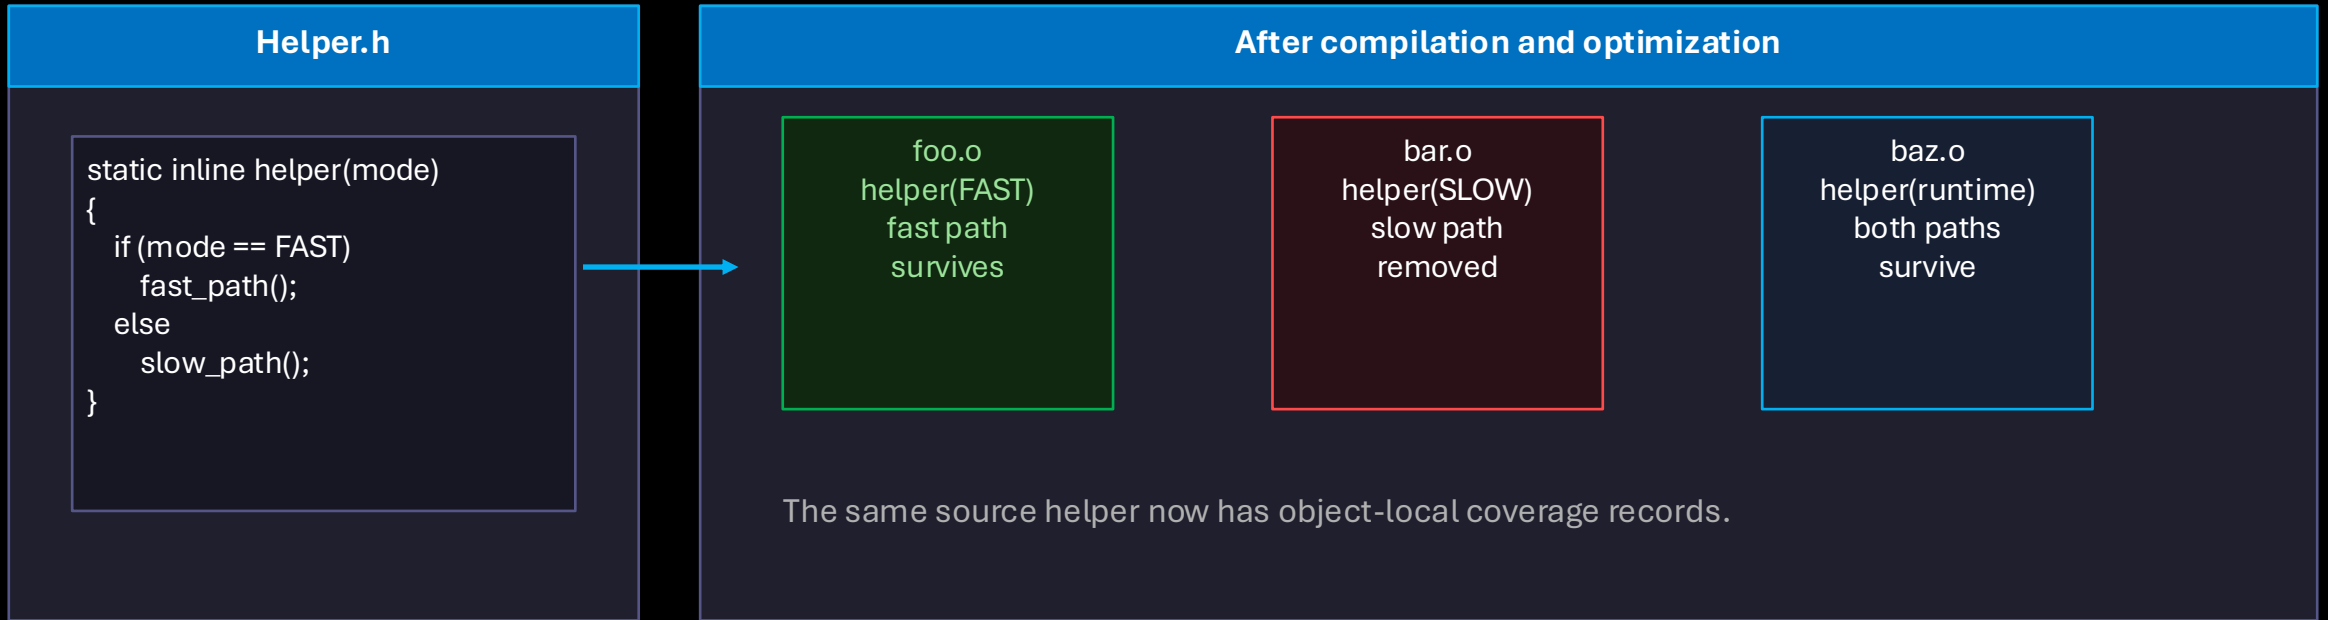 Helper.h
static inline helper(mode)
{
if (mode == FAST)
fast_path();
else
slow_path();
}
After compilation and optimization
foo.o
helper(FAST)
fast path
survives
bar.o
helper(SLOW)
slow path
removed
baz.o
helper(runtime)
both paths
survive
The same source helper now has object-local coverage records.